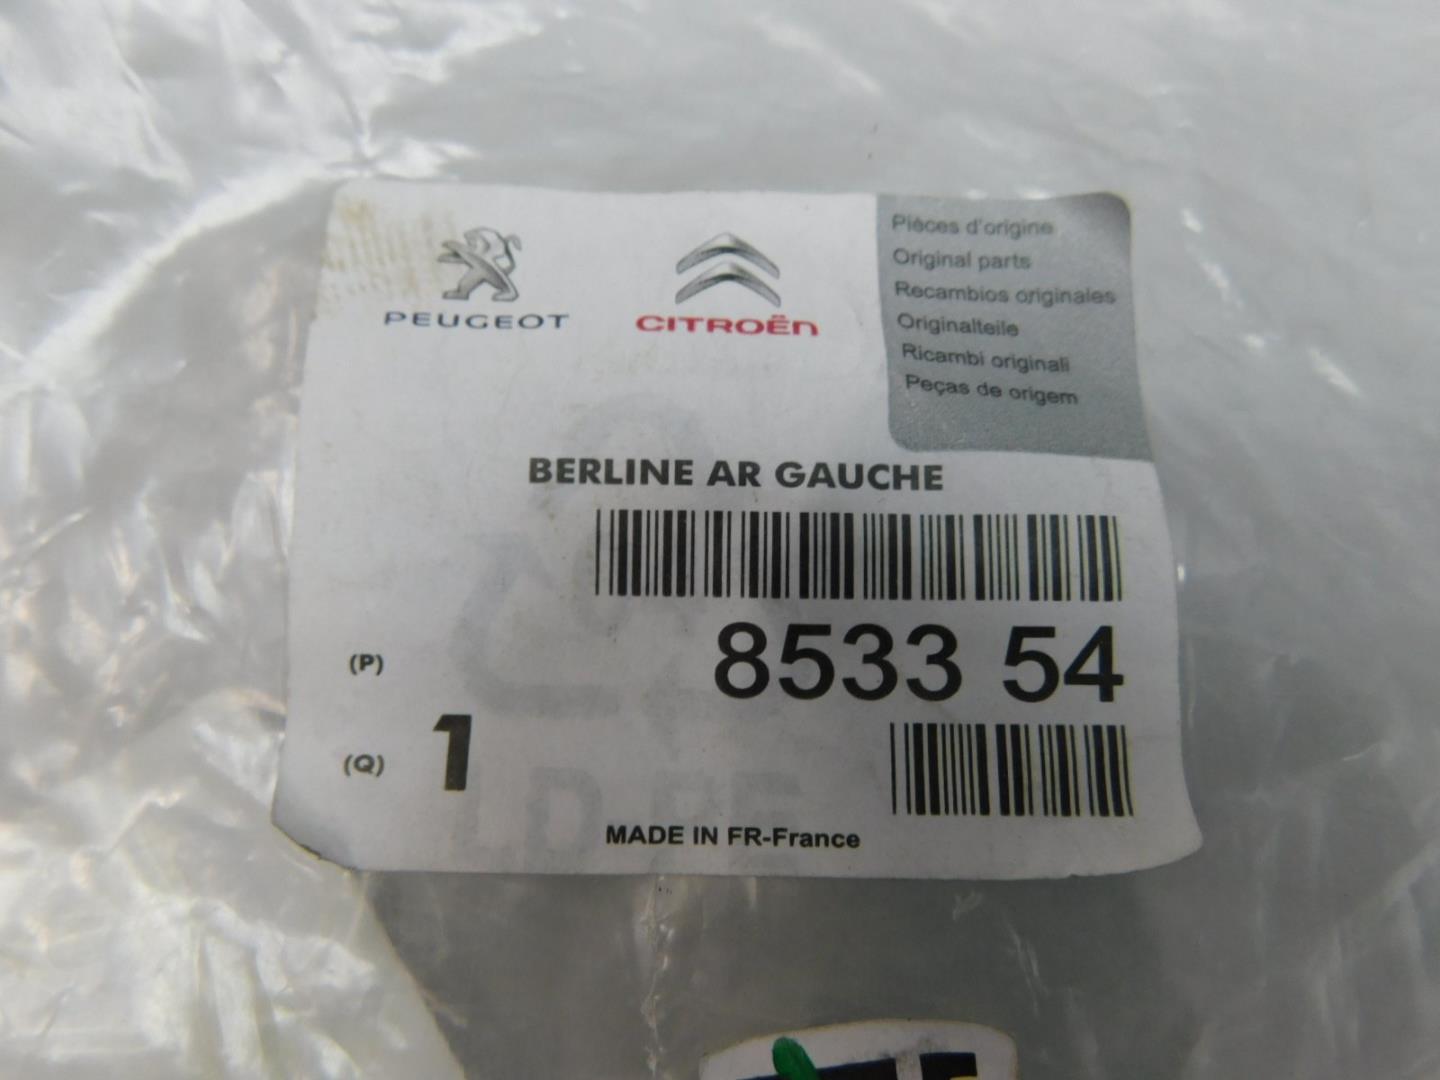 PEUGEOT
CITROËN
Pièces d'origine
Original parts
Recambios originales
Originalteile
Ricambi originali
Peças de origem
BERLINE AR GAUCHE
(P)
8533 54
(Q)
1
MADE IN FR-France